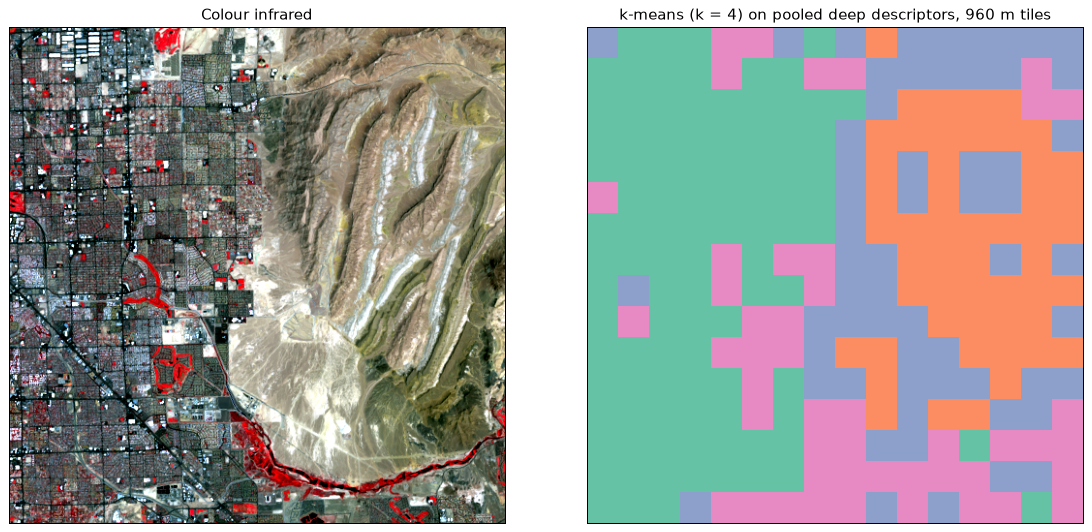 Colour infrared
k-means (k = 4) on pooled deep descriptors, 960 m tiles